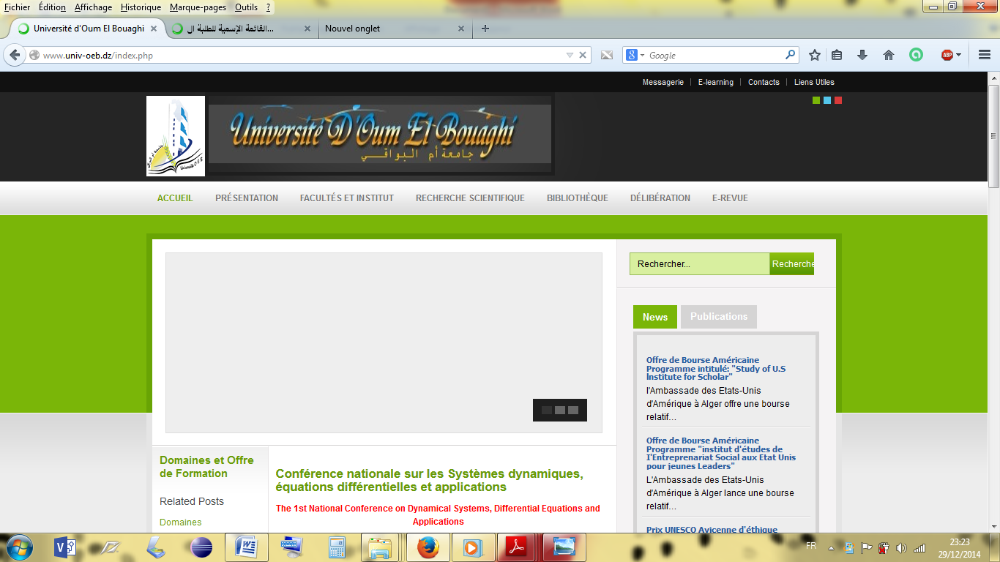 Fichier Édition Affichage Historique Marque-pages Outils ?
Université d'Oum El Bouaghi
القائمة الإسمية للطلبة ال...
Nouvel onglet
www.univ-oeb.dz/index.php
Google
ABP
Messagerie | E-learning | Contacts | Liens Utiles
Université D'Oum El Bouaghi
جامعة أم البواقي
ACCUEIL PRÉSENTATION FACULTÉS ET INSTITUT RECHERCHE SCIENTIFIQUE BIBLIOTHÈQUE DÉLIBÉRATION E-REVUE
Rechercher...
Recherche
News
Publications
Offre de Bourse Américaine
Programme intitulé: "Study of U.S
Institute for Scholar"
l'Ambassade des Etats-Unis
d'Amérique à Alger offre une bourse
relatif...
Offre de Bourse Américaine
Programme "institut d'études de
I'Entreprenariat Social aux Etat Unis
pour jeunes Leaders"
L'Ambassade des Etats-Unis
d'Amérique à Alger lance une bourse
relatif...
Prix UNESCO Avicenne d'éthique
Domaines et Offre
de Formation
Related Posts
Domaines
Conférence nationale sur les Systèmes dynamiques,
équations différentielles et applications
The 1st National Conference on Dynamical Systems, Differential Equations and
Applications
FR
23:23
29/12/2014